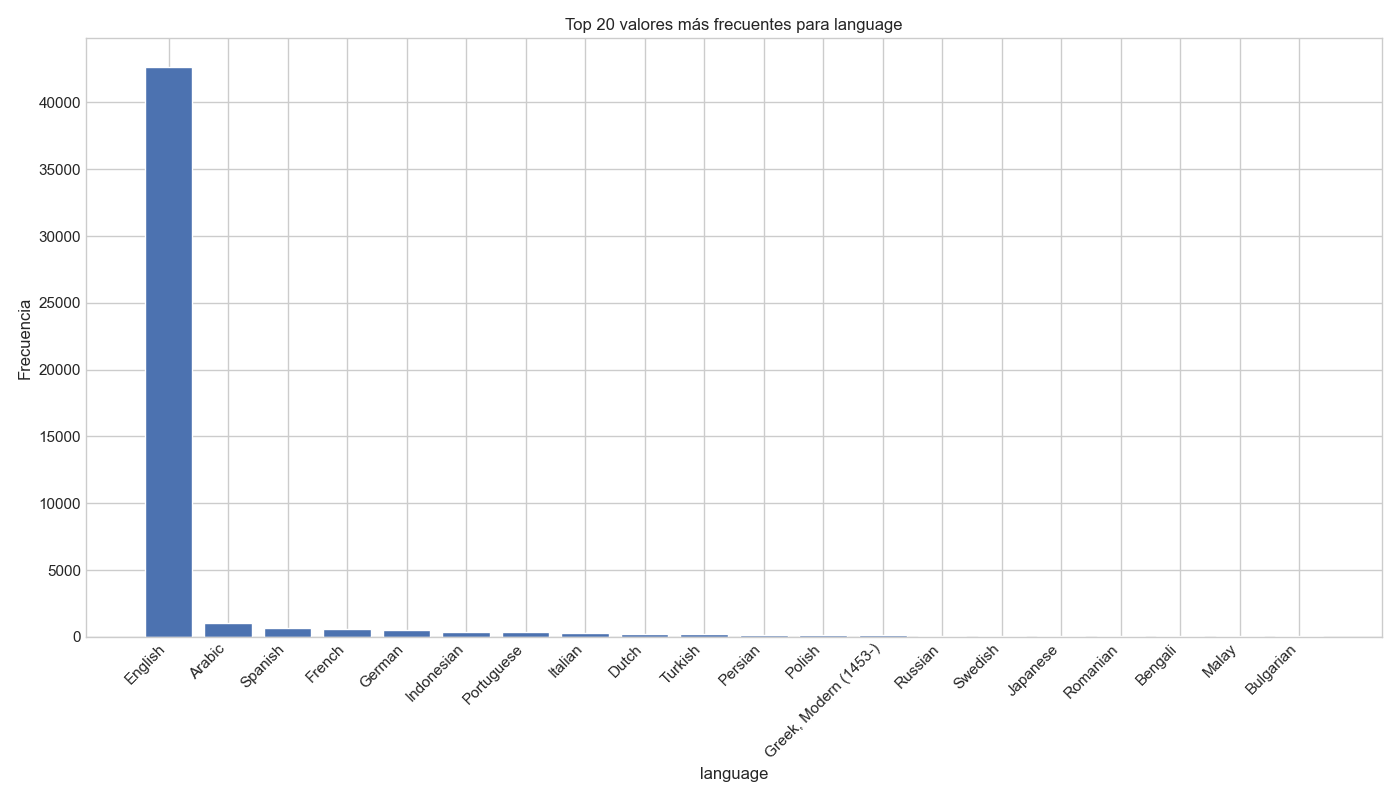 Top 20 valores más frecuentes para language
Frecuencia
40000
35000
30000
25000
20000
15000
10000
5000
0
English
Arabic
Spanish
French
German
Indonesian
Portuguese
Italian
Dutch
Turkish
Persian
Polish
Greek, Modern (1453-)
Russian
Swedish
Japanese
Romanian
Bengali
Malay
Bulgarian
language